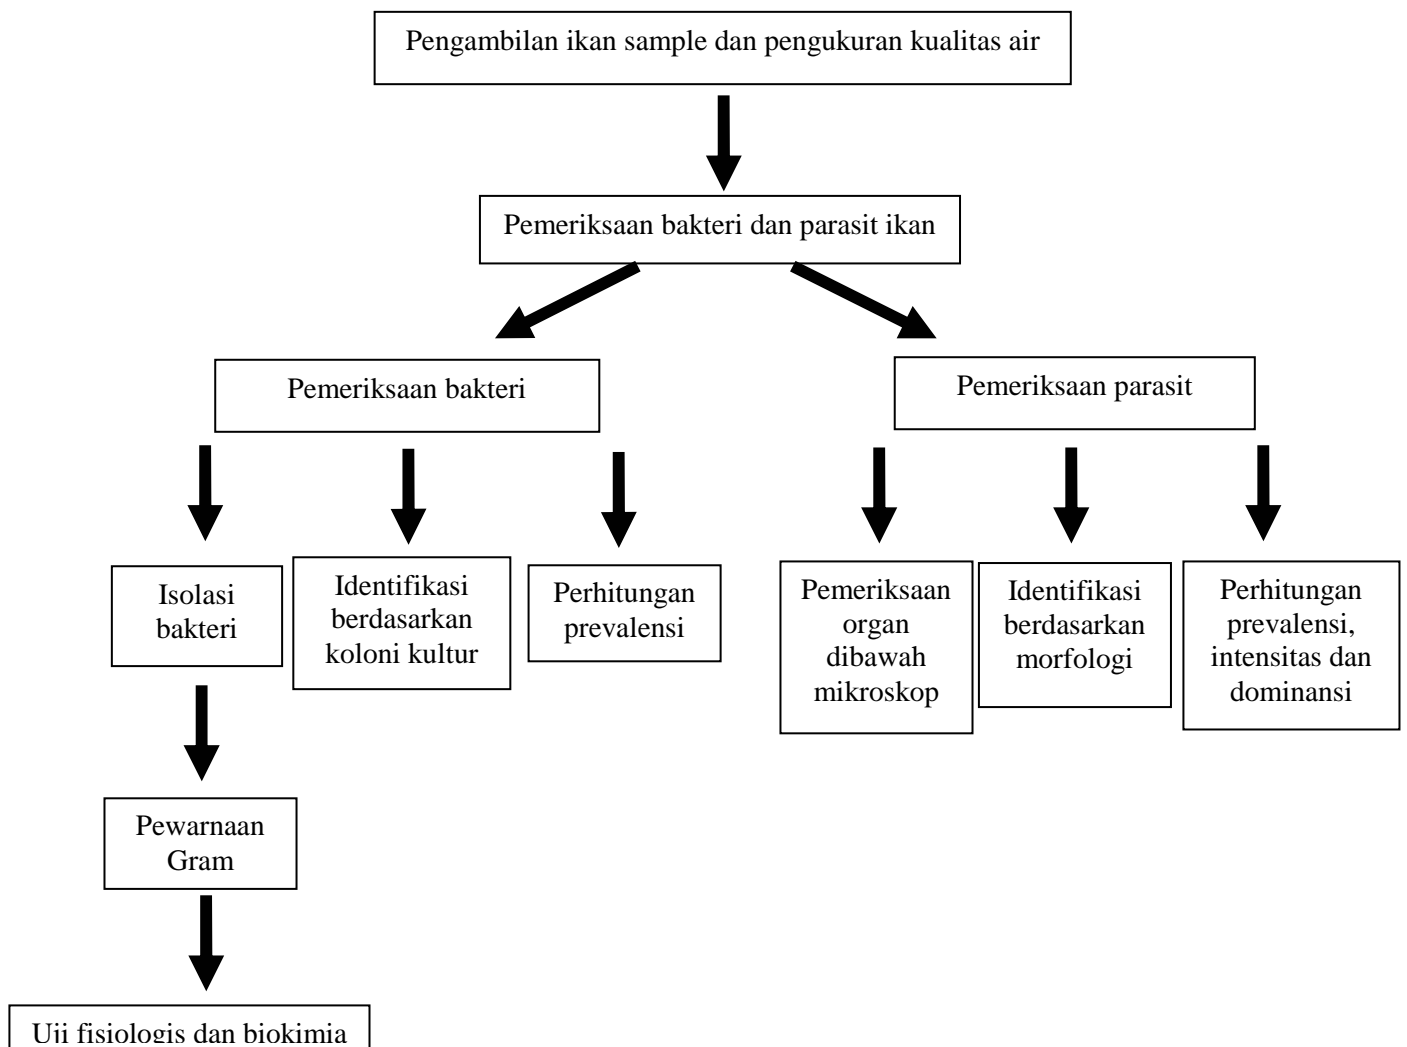 Pengambilan ikan sample dan pengukuran kualitas air
Pemeriksaan bakteri dan parasit ikan
Pemeriksaan bakteri
Pemeriksaan parasit
Isolasi
bakteri
Identifikasi
berdasarkan
koloni kultur
Perhitungan
prevalensi
Pemeriksaan
organ
dibawah
mikroskop
Identifikasi
berdasarkan
morfologi
Perhitungan
prevalensi,
intensitas dan
dominansi
Pewarnaan
Gram
Uji fisiologis dan biokimia